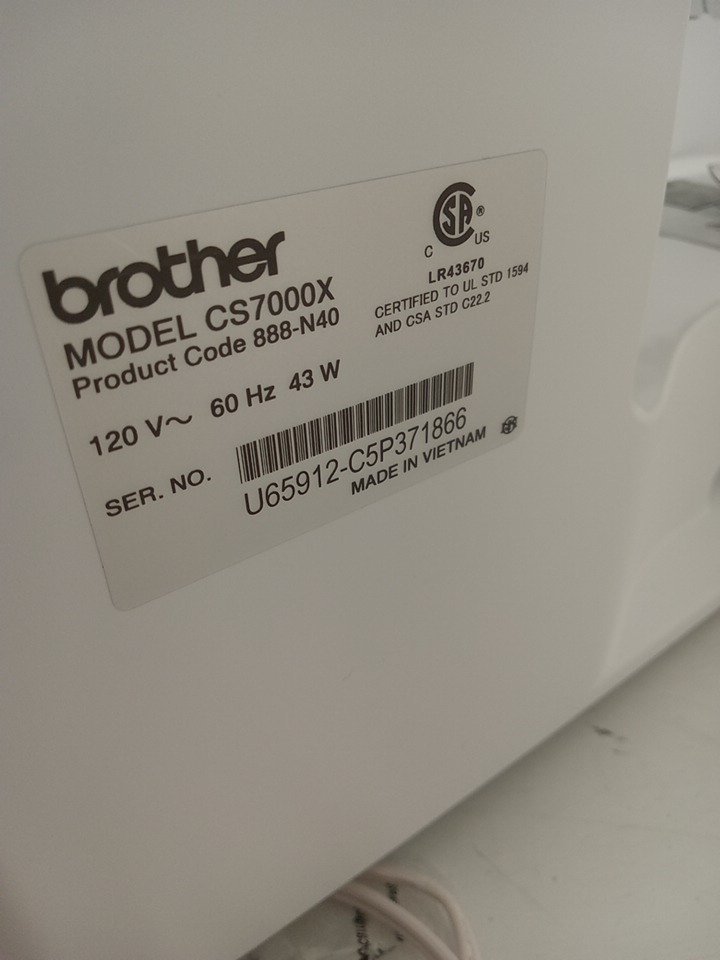 brother
MODEL CS7000X
Product Code 888-N40
120 V~ 60 Hz 43 W
SER. NO.
U65912-C5P371866
MADE IN VIETNAM
CSA®
C US
LR43670
CERTIFIED TO UL STD 1594
AND CSA STD C22.2